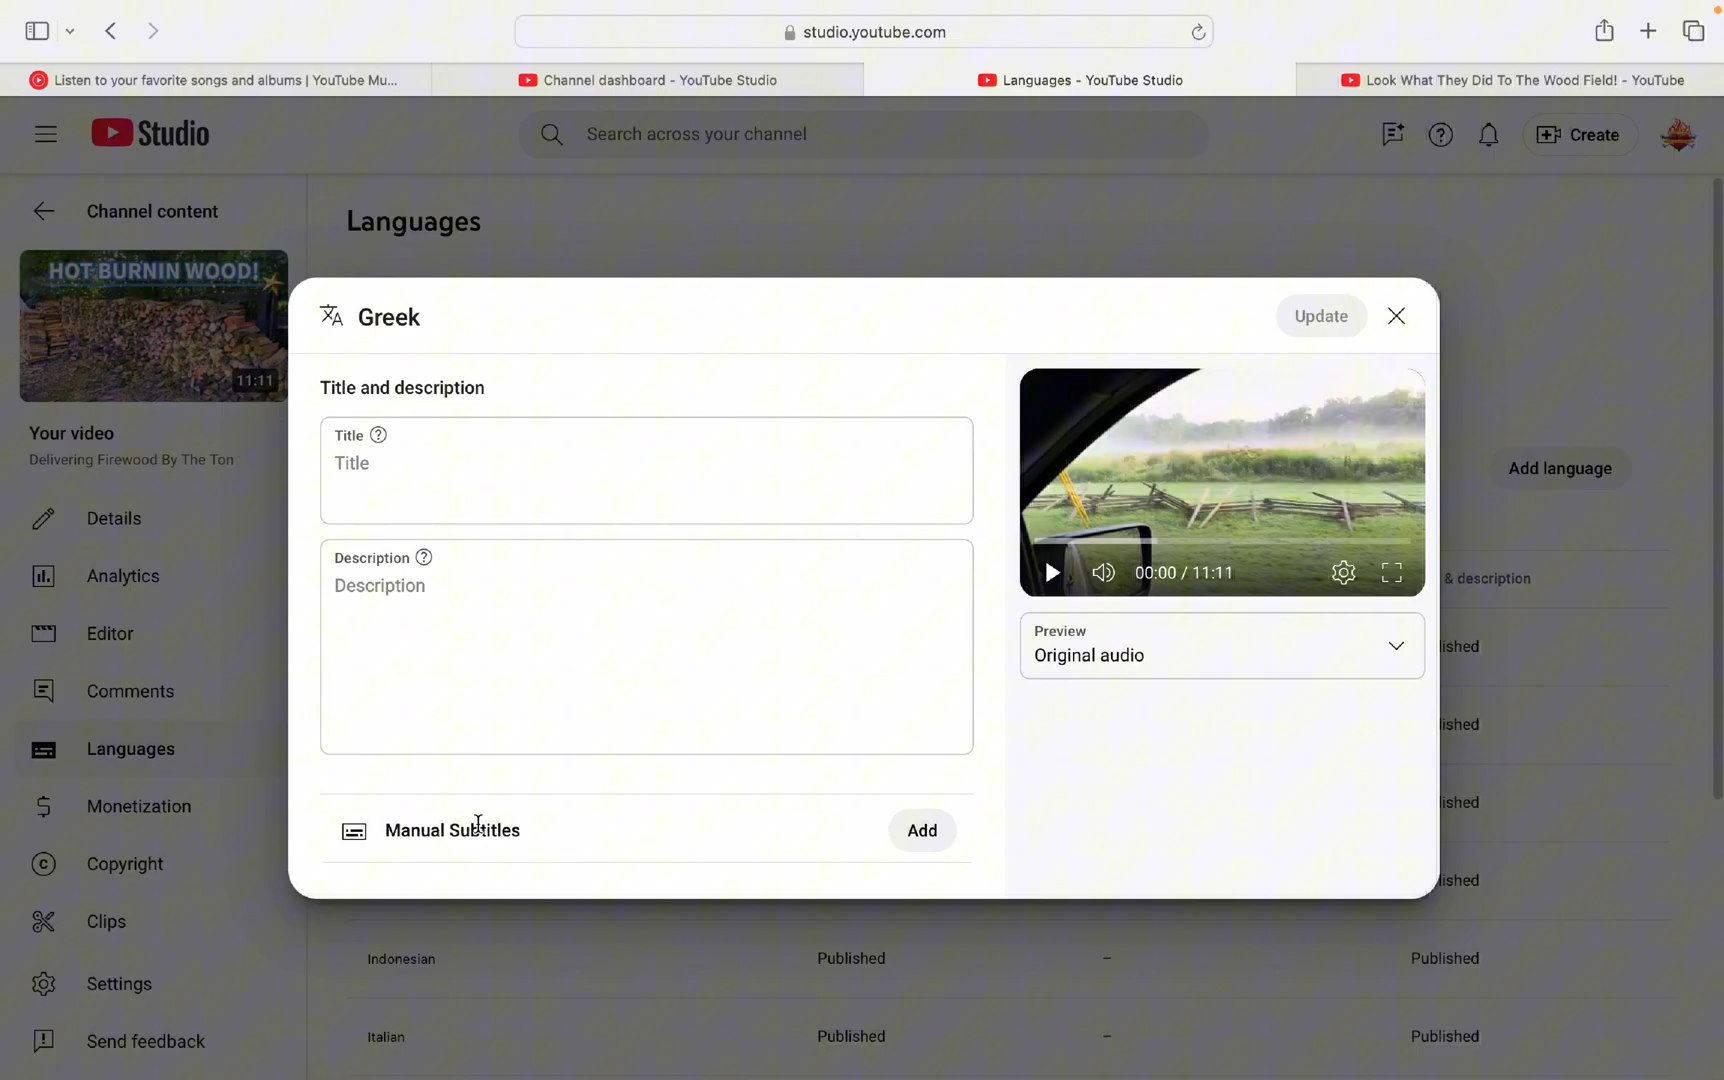 studio.youtube.com
Listen to your favorite songs and albums | YouTube Mu...
Channel dashboard - YouTube Studio
Languages - YouTube Studio
Look What They Did To The Wood Field! - YouTube
Studio
Search across your channel
Create
Channel content
Languages
HOT BURNIN WOOD!
11:11
Your video
Delivering Firewood By The Ton
Details
Analytics
Editor
Comments
Languages
Monetization
Copyright
Clips
Settings
Send feedback
Greek
Update
Title and description
Title
Title
Description
Description
Manual Subtitles
Add
00:00 / 11:11
Preview
Original audio
Add language
& description
lished
lished
lished
lished
Indonesian Published – Published
Italian Published – Published